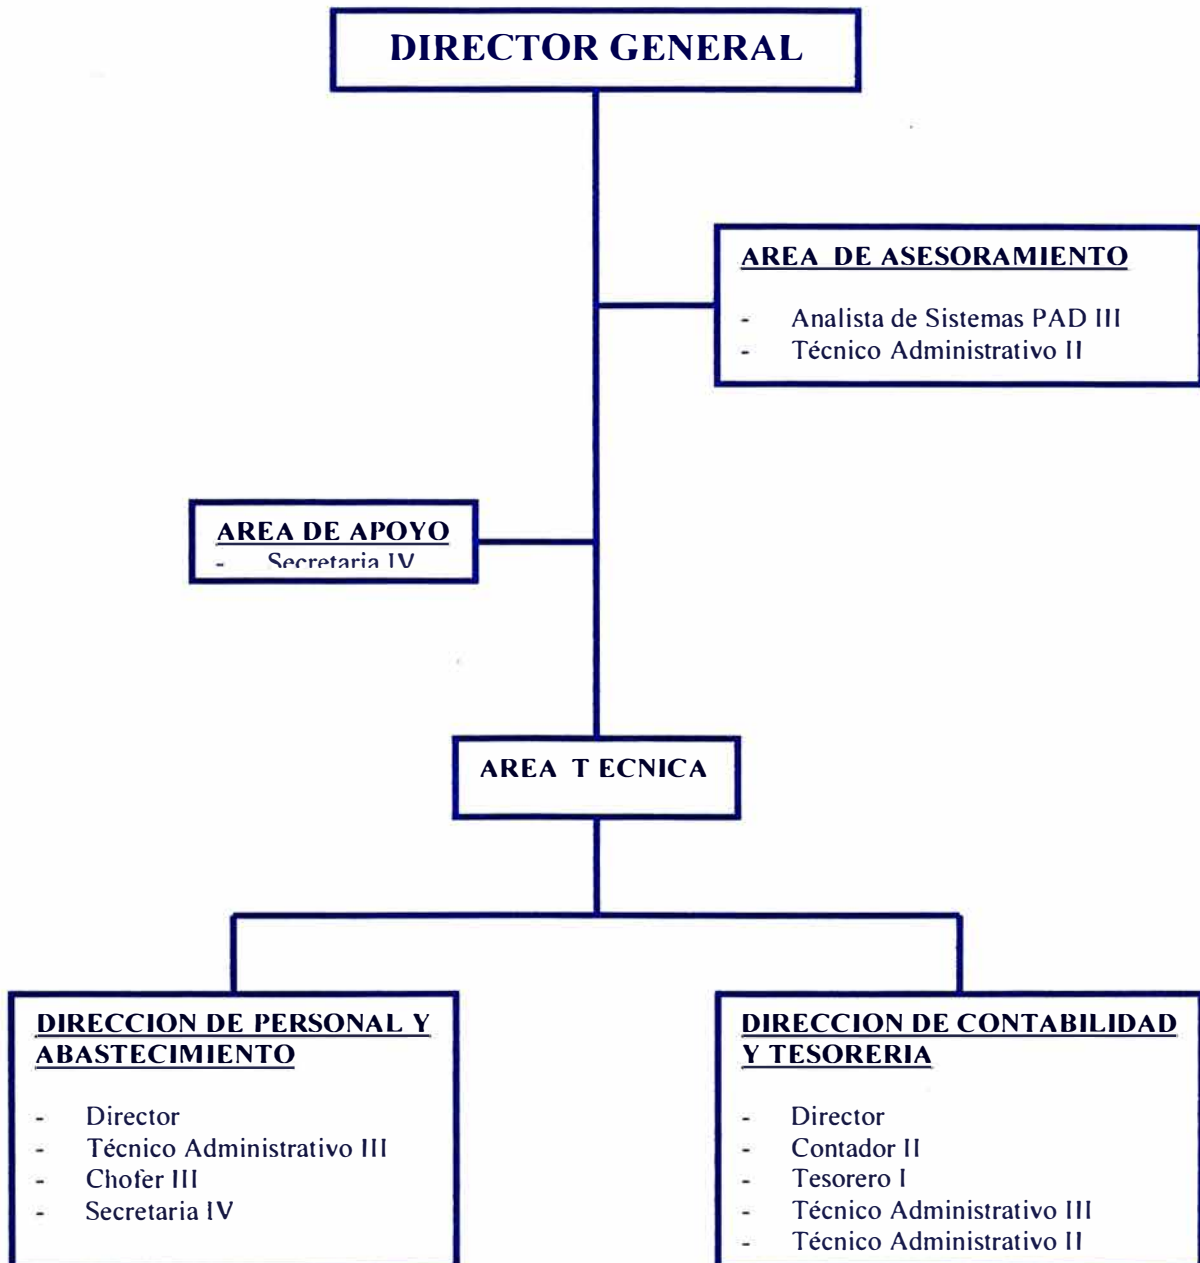 DIRECTOR GENERAL
AREA DE ASESORAMIENTO
- Analista de Sistemas PAD III
- Técnico Administrativo II
AREA DE APOYO
- Secretaria IV
AREA T ECNICA
DIRECCION DE PERSONAL Y
ABASTECIMIENTO
- Director
- Técnico Administrativo III
- Chofer III
- Secretaria IV
DIRECCION DE CONTABILIDAD
Y TESORERIA
- Director
- Contador II
- Tesorero I
- Técnico Administrativo III
- Técnico Administrativo II